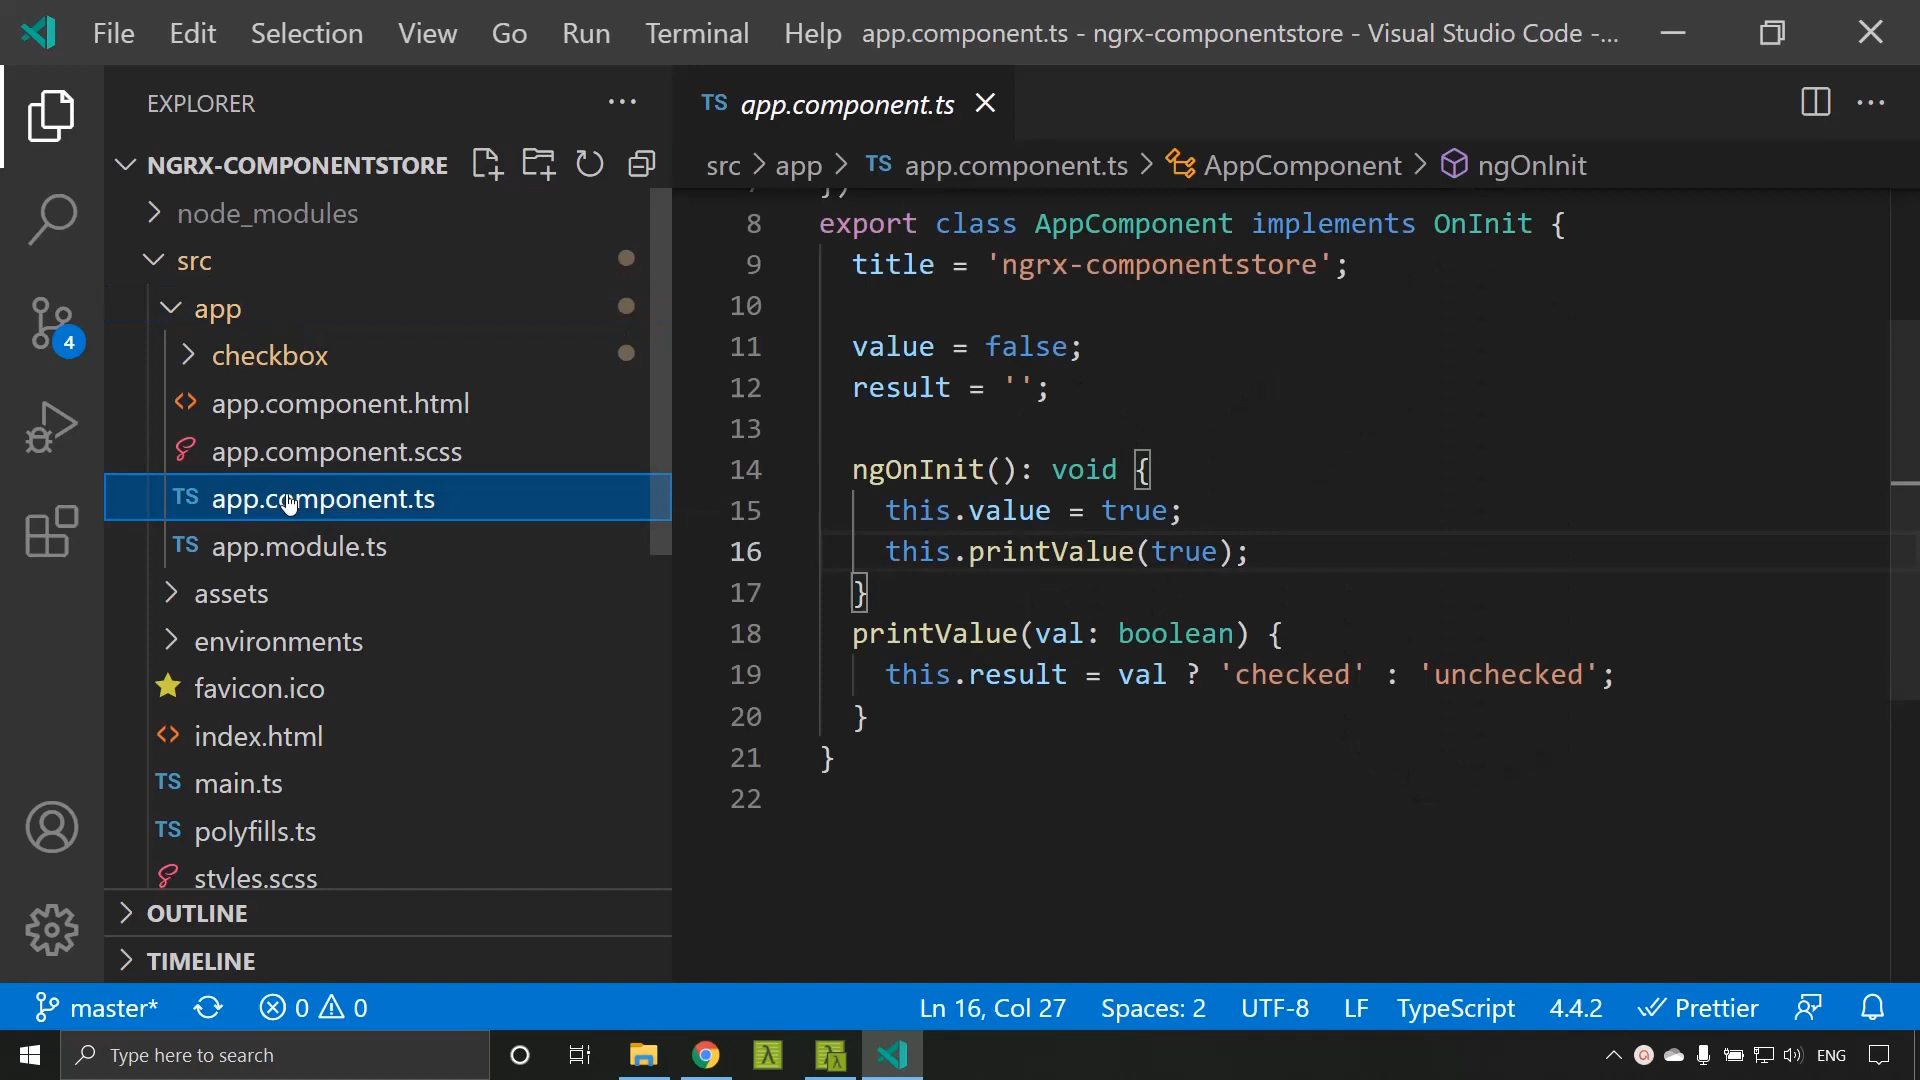 File Edit Selection View Go Run Terminal Help app.component.ts - ngrx-componentstore - Visual Studio Code -...
EXPLORER
NGRX-COMPONENTSTORE
node_modules
src
app
checkbox
app.component.html
app.component.scss
TS app.component.ts
TS app.module.ts
assets
environments
favicon.ico
index.html
TS main.ts
TS polyfills.ts
styles.scss
OUTLINE
TIMELINE
4
TS app.component.ts
src > app > TS app.component.ts > AppComponent > ngOnInit
8 export class AppComponent implements OnInit {
9 title = 'ngrx-componentstore';
10
11 value = false;
12 result = '';
13
14 ngOnInit(): void {
15 this.value = true;
16 this.printValue(true);
17 }
18 printValue(val: boolean) {
19 this.result = val ? 'checked' : 'unchecked';
20 }
21 }
22
master* 0 0 Ln 16, Col 27 Spaces: 2 UTF-8 LF TypeScript 4.4.2 Prettier
Type here to search ENG